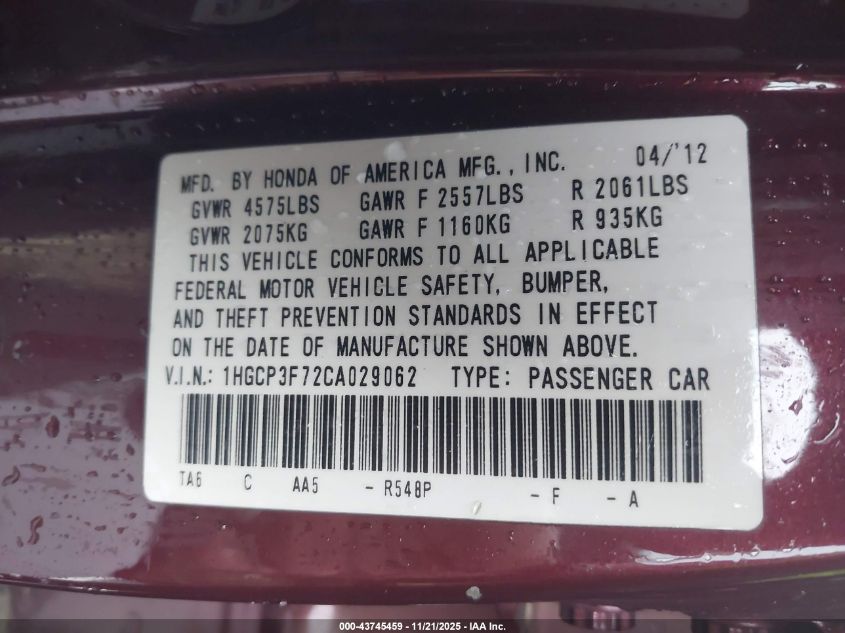 MFD. BY HONDA OF AMERICA MFG., INC. 04/'12
GVWR 4575LBS GAWR F 2557LBS R 2061LBS
GVWR 2075KG GAWR F 1160KG R 935KG
THIS VEHICLE CONFORMS TO ALL APPLICABLE
FEDERAL MOTOR VEHICLE SAFETY, BUMPER,
AND THEFT PREVENTION STANDARDS IN EFFECT
ON THE DATE OF MANUFACTURE SHOWN ABOVE.
V.I.N.: 1HGCP3F72CA029062 TYPE: PASSENGER CAR
TA6 C AA5 - R548P - F - A
000-43745459 - 11/21/2025 - IAA Inc.